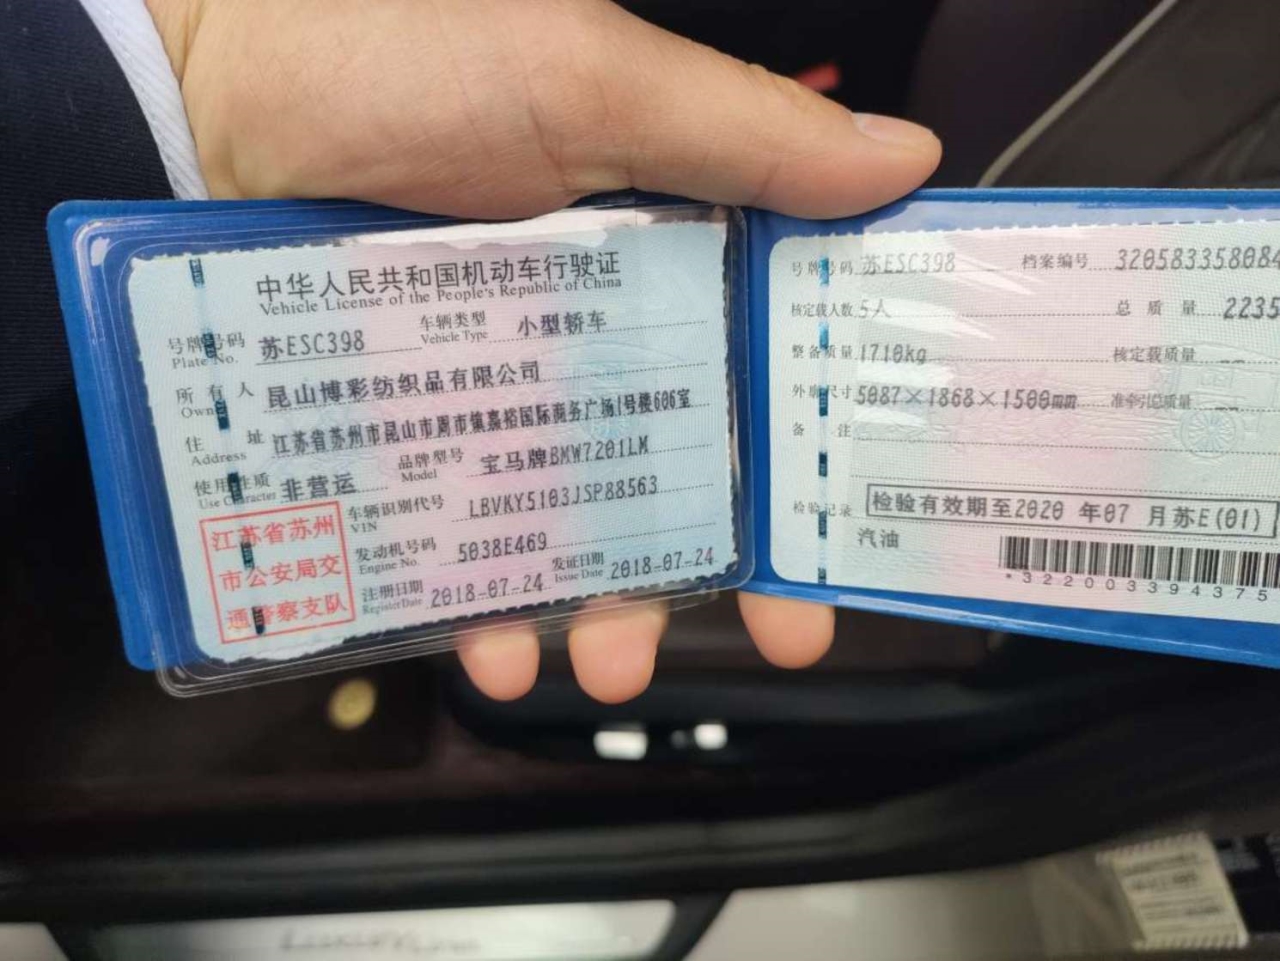 中华人民共和国机动车行驶证
Vehicle License of the People's Republic of China
号牌号码 苏ESC398 车辆类型 小型轿车
Plate No. Vehicle Type
所有人 昆山博彩纺织品有限公司
Owner
住址 江苏省苏州市昆山市周市镇嘉裕国际商务广场1号楼606室
Address
使用性质 非营运 品牌型号 宝马牌BMW7201LM
Use Character Model
车辆识别代号 LBVKY5103JSP88563
VIN
发动机号码 5038E469
Engine No.
注册日期 2018-07-24 发证日期 2018-07-24
Register Date Issue Date
江苏省苏州
市公安局交
通警察支队
号牌号码 苏ESC398 档案编号 320583358084
核定载人数 5人 总质量 2235
整备质量 1710kg 核定载质量 --
外廓尺寸 5087×1868×1500mm 准牵引总质量 --
备注
检验记录 检验有效期至2020年07月苏E(01)
汽油
*322003394375